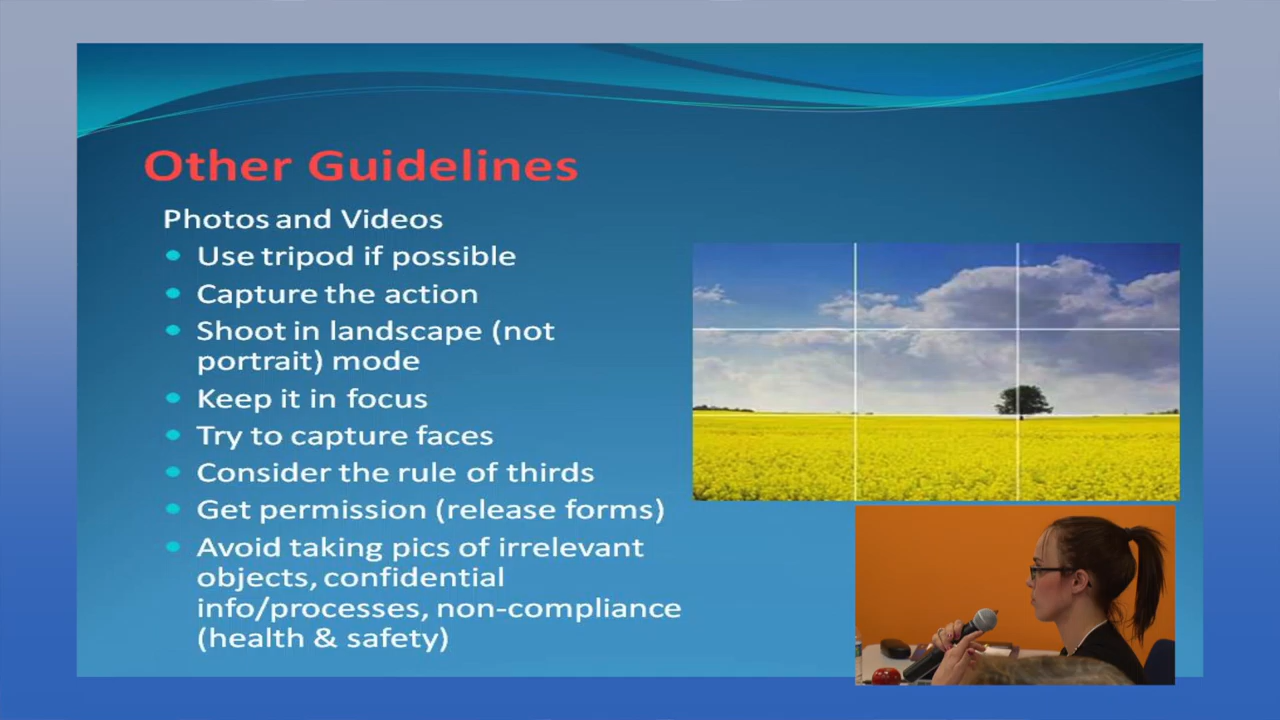 Other Guidelines
Photos and Videos
Use tripod if possible
Capture the action
Shoot in landscape (not
portrait) mode
Keep it in focus
Try to capture faces
Consider the rule of thirds
Get permission (release forms)
Avoid taking pics of irrelevant
objects, confidential
info/processes, non-compliance
(health & safety)